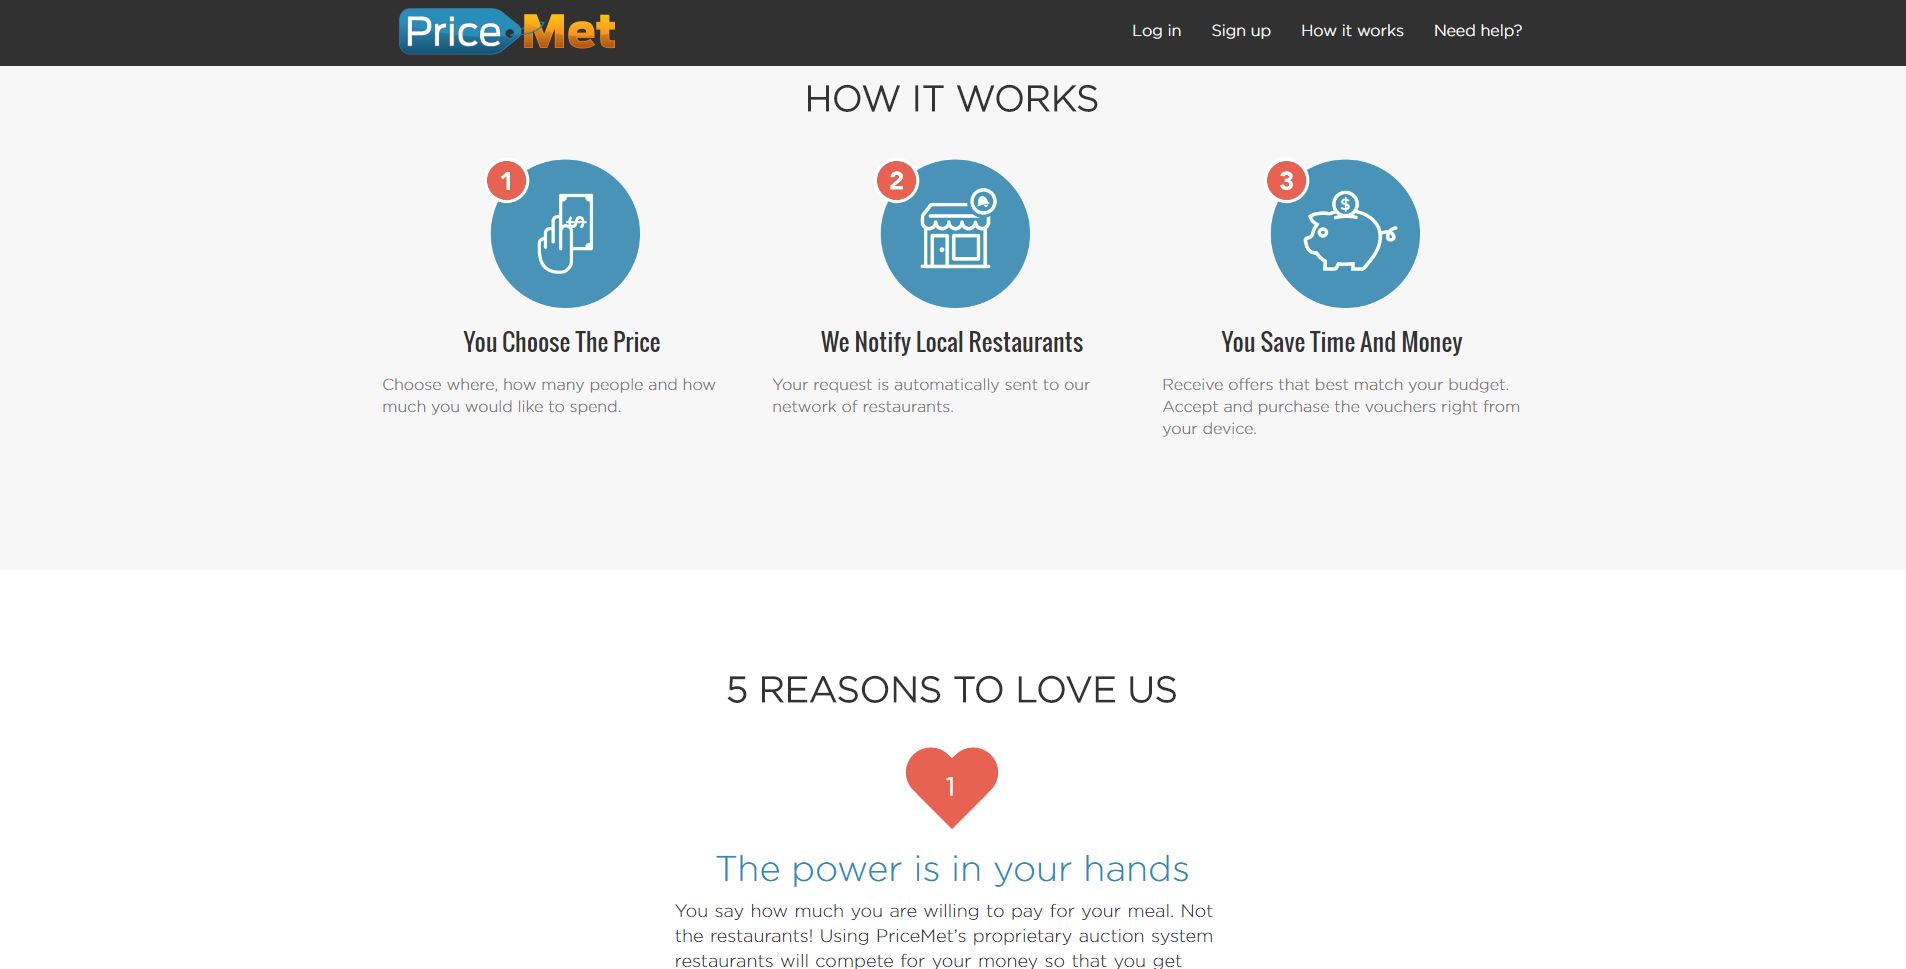 PriceMet
Log in Sign up How it works Need help?
HOW IT WORKS
1
2
3
$
$
You Choose The Price
Choose where, how many people and how
much you would like to spend.
We Notify Local Restaurants
Your request is automatically sent to our
network of restaurants.
You Save Time And Money
Receive offers that best match your budget.
Accept and purchase the vouchers right from
your device.
5 REASONS TO LOVE US
1
The power is in your hands
You say how much you are willing to pay for your meal. Not
the restaurants! Using PriceMet’s proprietary auction system
restaurants will compete for your money so that you get